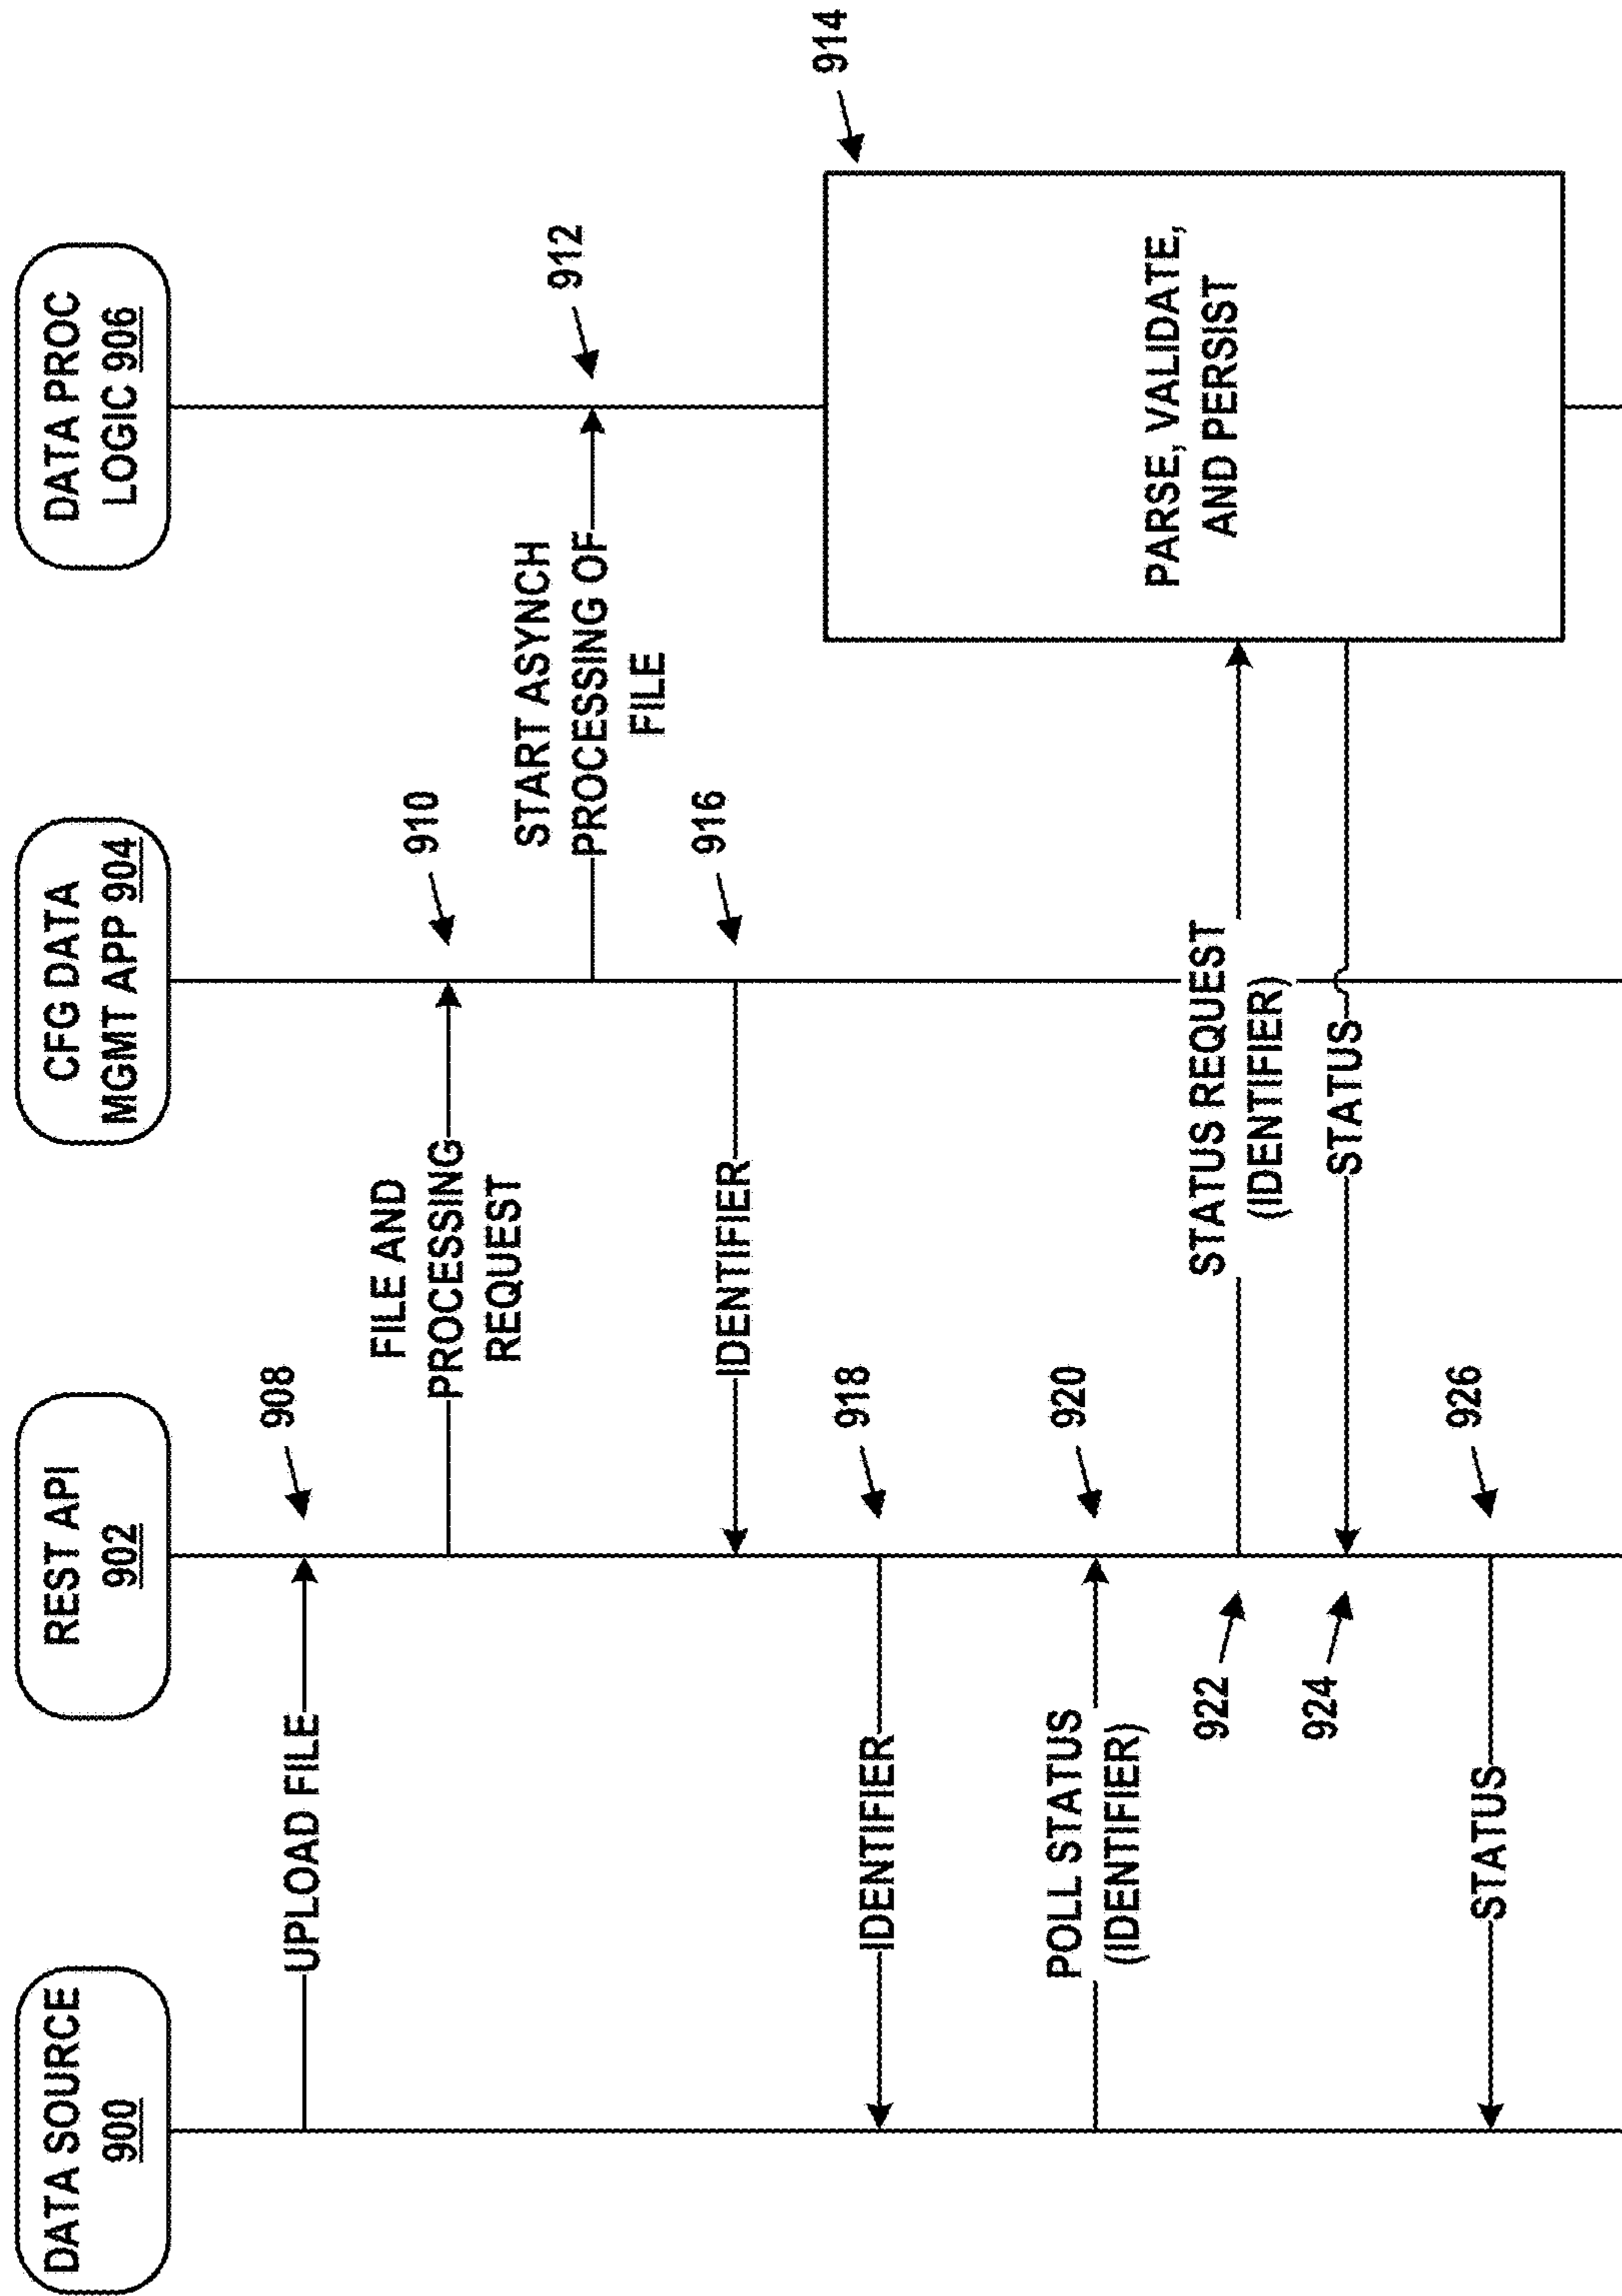 DATA SOURCE
900
REST API
902
CFG DATA
MGMT APP 904
DATA PROC
LOGIC 906
UPLOAD FILE
908
FILE AND
PROCESSING
REQUEST
910
START ASYNCH
PROCESSING OF
FILE
912
IDENTIFIER
916
914
PARSE, VALIDATE,
AND PERSIST
IDENTIFIER
918
POLL STATUS
(IDENTIFIER)
920
922
STATUS REQUEST
(IDENTIFIER)
924
STATUS
STATUS
926